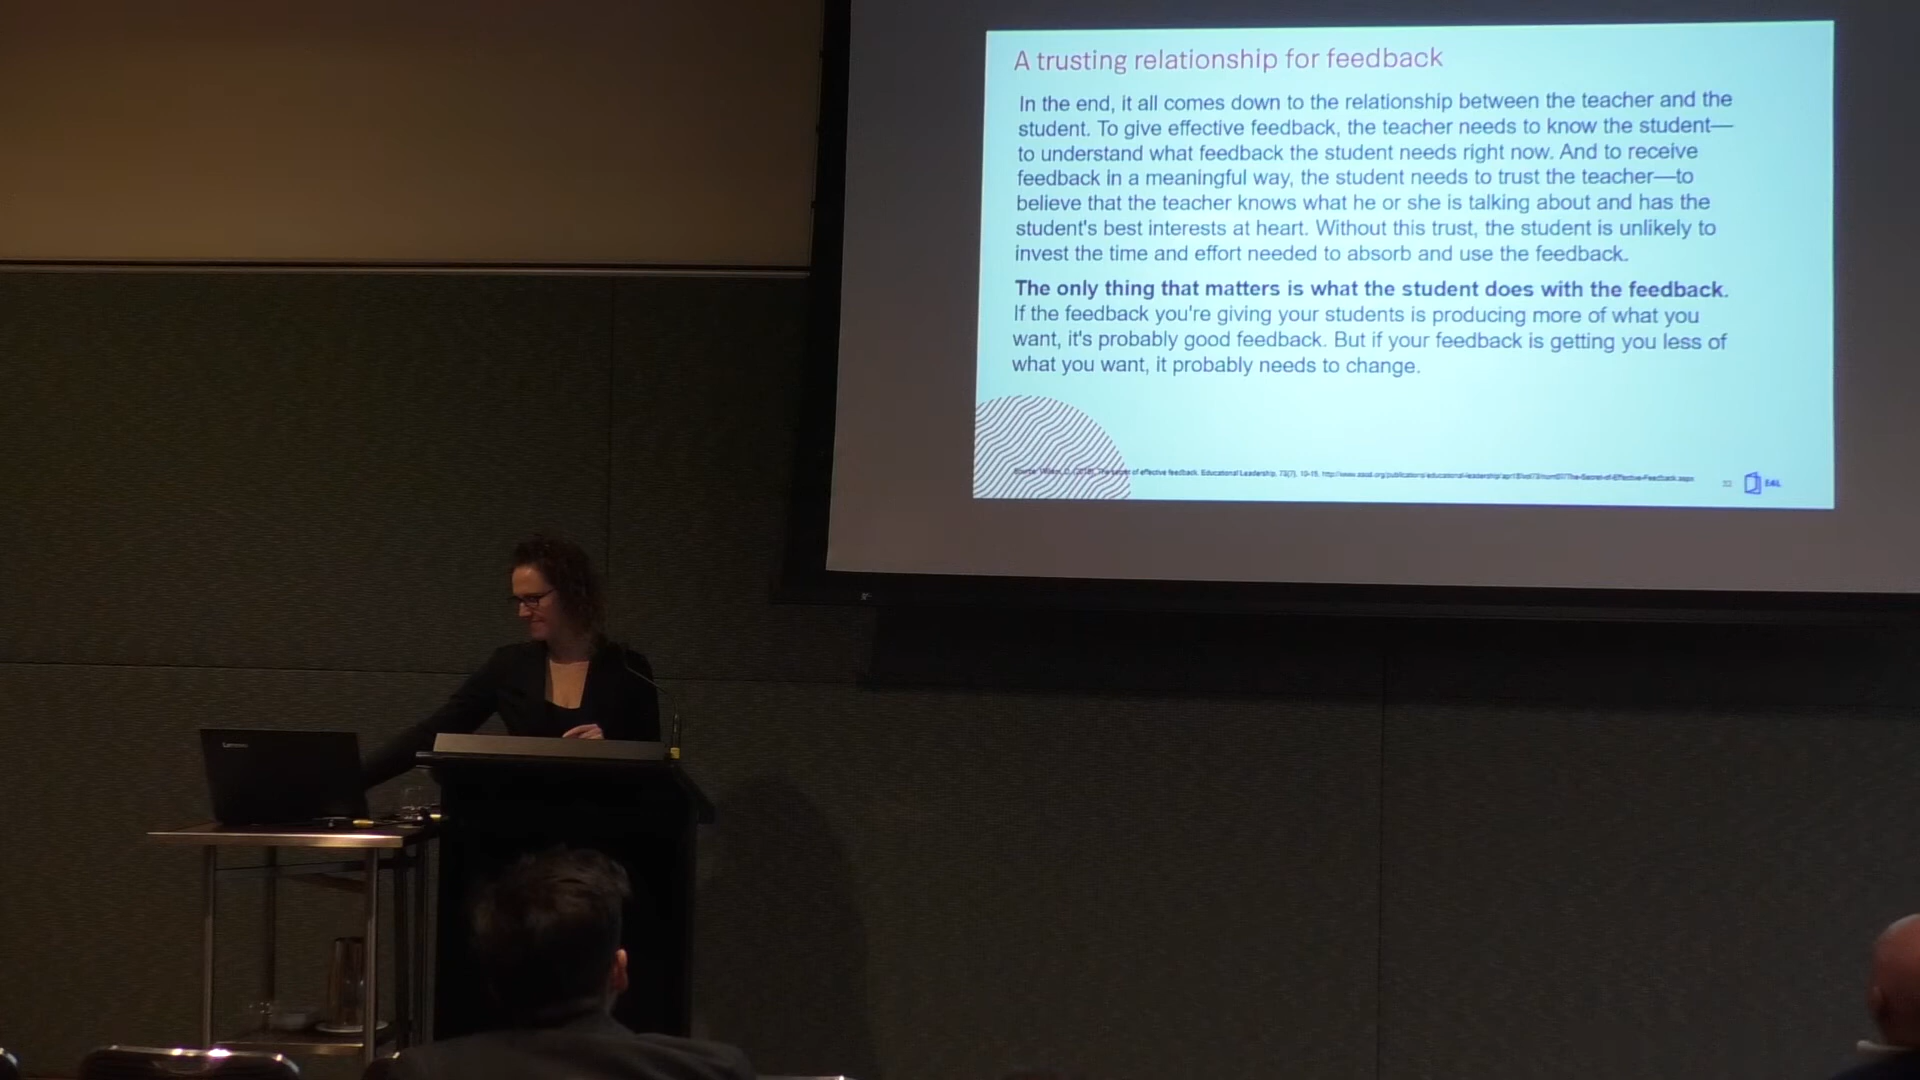 A trusting relationship for feedback
In the end, it all comes down to the relationship between the teacher and the
student. To give effective feedback, the teacher needs to know the student—
to understand what feedback the student needs right now. And to receive
feedback in a meaningful way, the student needs to trust the teacher—to
believe that the teacher knows what he or she is talking about and has the
student's best interests at heart. Without this trust, the student is unlikely to
invest the time and effort needed to absorb and use the feedback.
The only thing that matters is what the student does with the feedback.
If the feedback you're giving your students is producing more of what you
want, it's probably good feedback. But if your feedback is getting you less of
what you want, it probably needs to change.
of effective feedback. Educational Leadership,
E&L
Lenovo